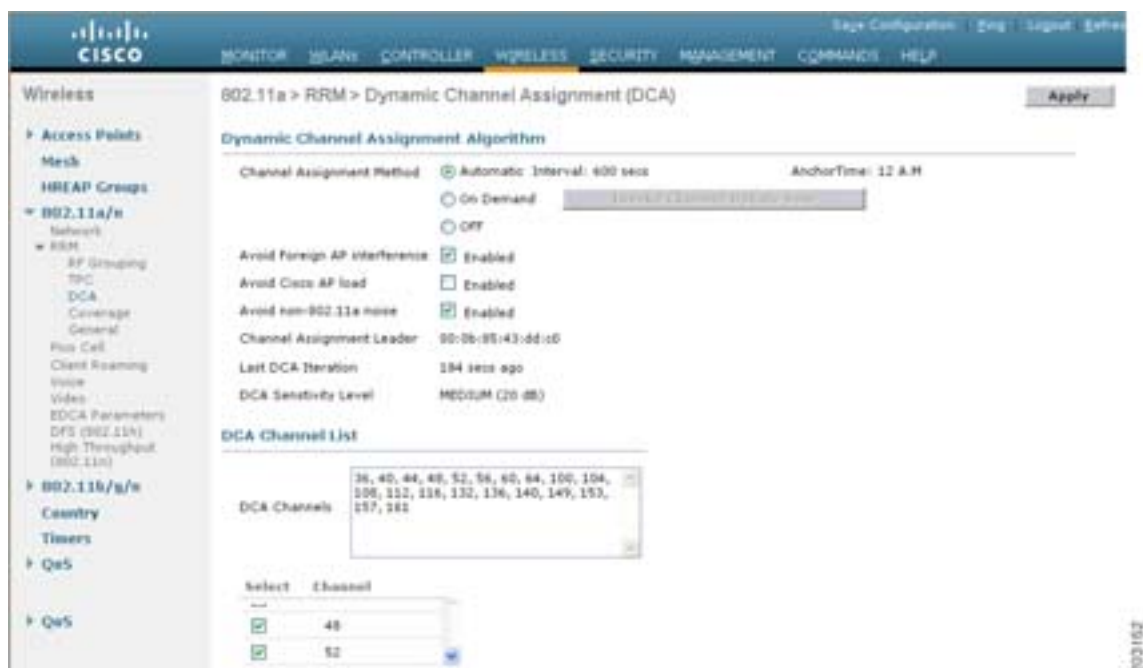 Save Configuration Ping Logout Refre
CISCO
MONITOR WLANs CONTROLLER WIRELESS SECURITY MANAGEMENT COMMANDS HELP
Wireless
802.11a > RRM > Dynamic Channel Assignment (DCA)
Apply
Access Points
Mesh
HREAP Groups
802.11a/n
Network
RRM
RF Grouping
TPC
DCA
Coverage
General
Pico Cell
Client Roaming
Voice
Video
EDCA Parameters
DFS (802.11h)
High Throughput
(802.11n)
802.11b/g/n
Country
Timers
QoS
QoS
Dynamic Channel Assignment Algorithm
Channel Assignment Method Automatic Interval: 600 secs AnchorTime: 12 A.M
On Demand Invoke Channel Update now
OFF
Avoid Foreign AP interference Enabled
Avoid Cisco AP load Enabled
Avoid non-802.11a noise Enabled
Channel Assignment Leader 00:0b:85:43:dd:c0
Last DCA Iteration 184 secs ago
DCA Sensitivity Level MEDIUM (20 dB)
DCA Channel List
DCA Channels
36, 40, 44, 48, 52, 56, 60, 64, 100, 104,
108, 112, 116, 132, 136, 140, 149, 153,
157, 161
Select Channel
48
52